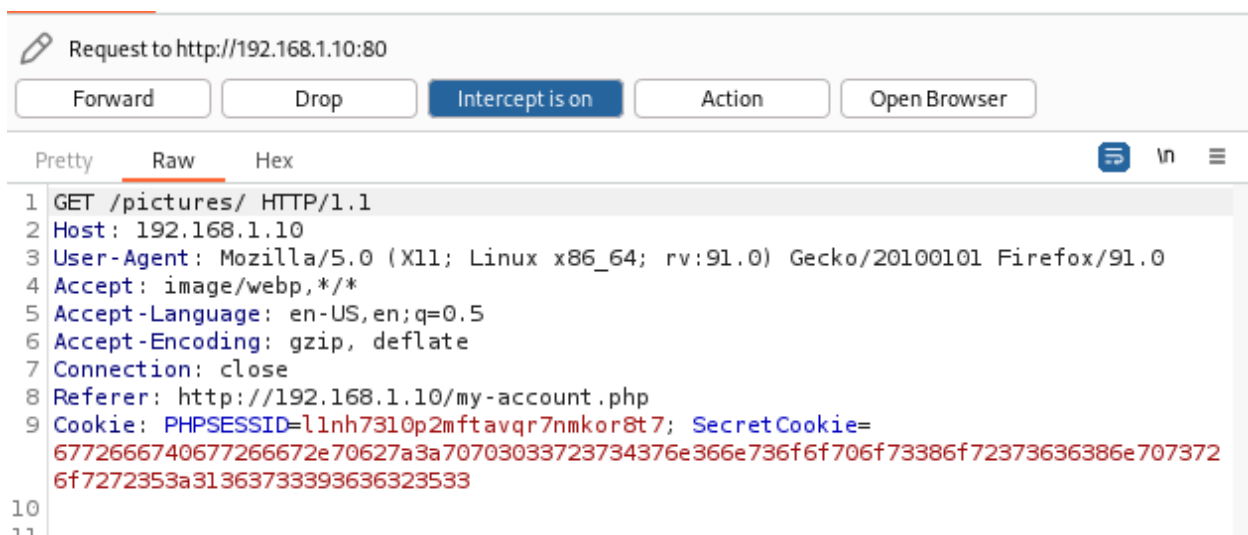 Request to http://192.168.1.10:80
Forward Drop Intercept is on Action Open Browser
Pretty Raw Hex \n
1 GET /pictures/ HTTP/1.1
2 Host: 192.168.1.10
3 User-Agent: Mozilla/5.0 (X11; Linux x86_64; rv:91.0) Gecko/20100101 Firefox/91.0
4 Accept: image/webp,*/*
5 Accept-Language: en-US,en;q=0.5
6 Accept-Encoding: gzip, deflate
7 Connection: close
8 Referer: http://192.168.1.10/my-account.php
9 Cookie: PHPSESSID=l1nh7310p2mftavqr7nmkor8t7; SecretCookie=
6772666740677266672e70627a3a70703033723734376e366e736f6f706f73386f72373636386e7073726f7272353a31363733393636323533
10
11